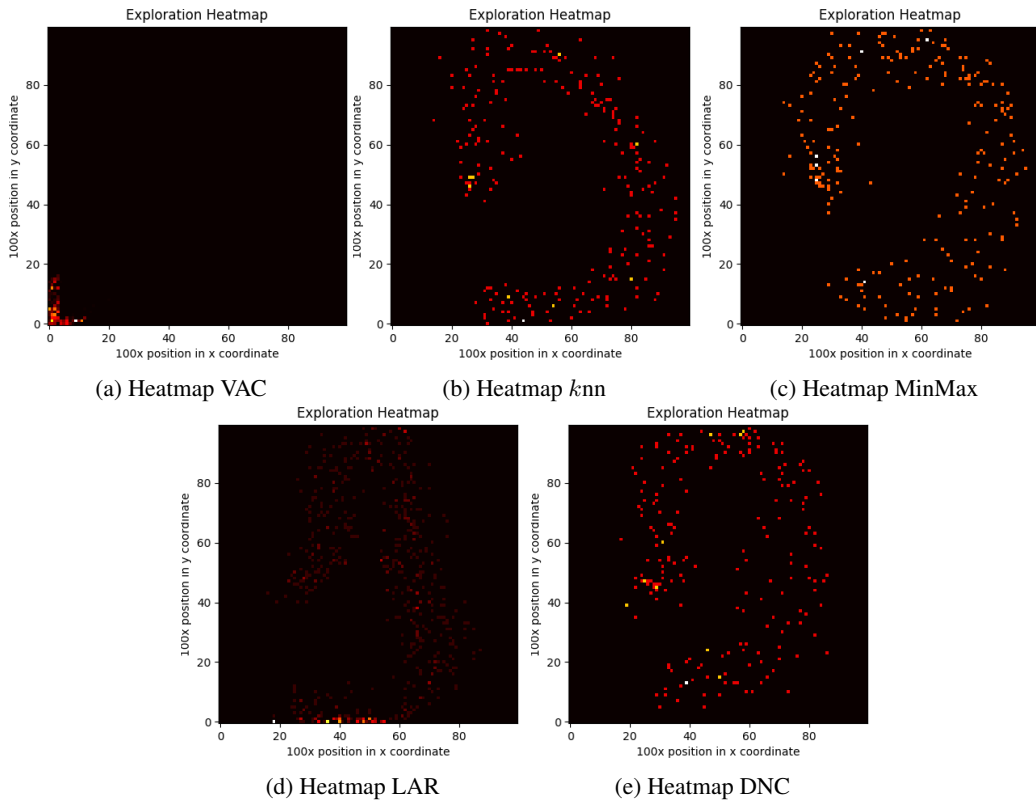 Exploration Heatmap
100x position in y coordinate
80
60
40
20
0
0 20 40 60 80
100x position in x coordinate
(a) Heatmap VAC
Exploration Heatmap
100x position in y coordinate
80
60
40
20
0
0 20 40 60 80
100x position in x coordinate
(b) Heatmap knn
Exploration Heatmap
100x position in y coordinate
80
60
40
20
0
0 20 40 60 80
100x position in x coordinate
(c) Heatmap MinMax
Exploration Heatmap
100x position in y coordinate
80
60
40
20
0
0 20 40 60 80
100x position in x coordinate
(d) Heatmap LAR
Exploration Heatmap
100x position in y coordinate
80
60
40
20
0
0 20 40 60 80
100x position in x coordinate
(e) Heatmap DNC